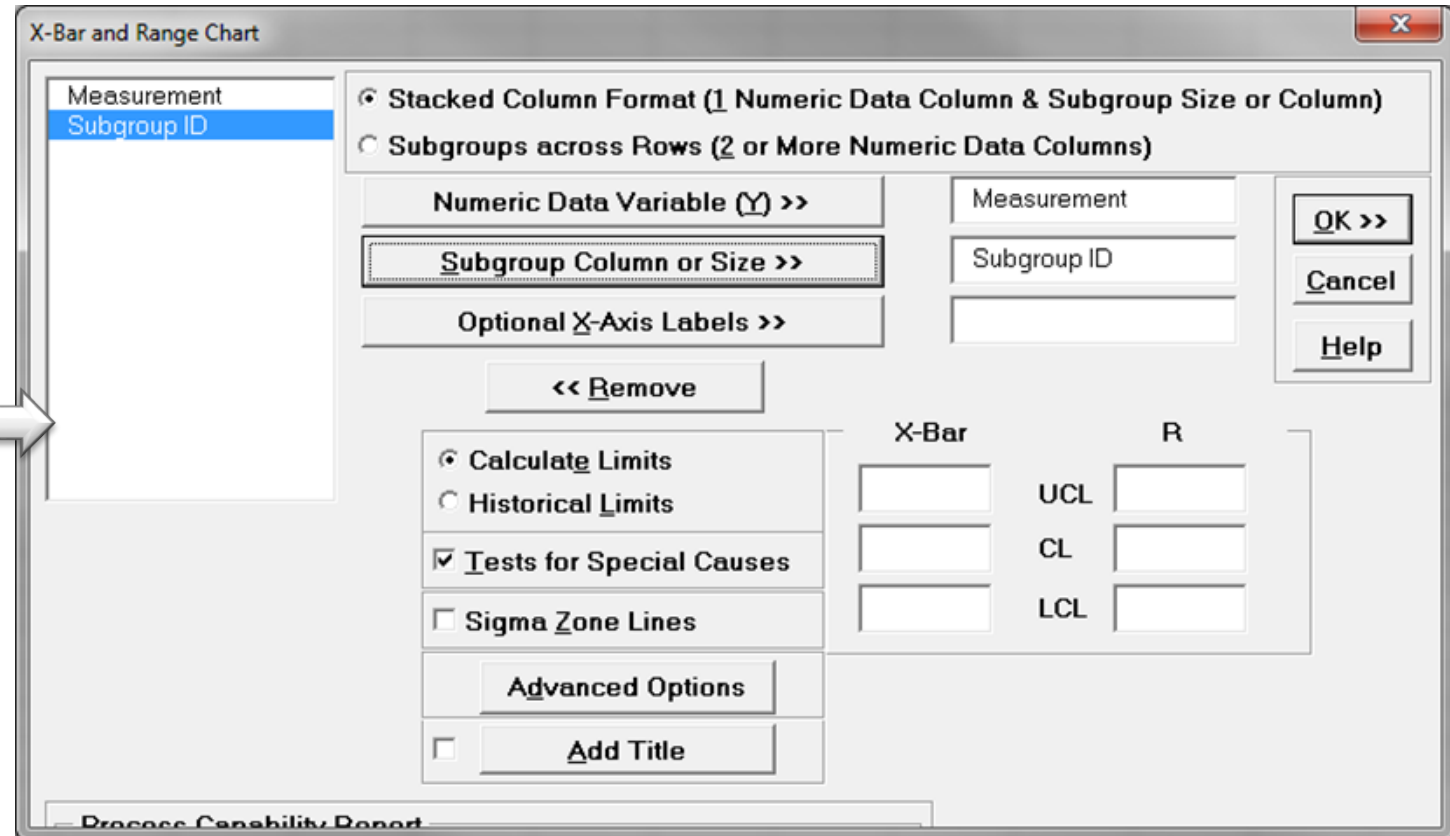 X-Bar and Range Chart
Measurement
Subgroup ID
Stacked Column Format (1 Numeric Data Column & Subgroup Size or Column)
Subgroups across Rows (2 or More Numeric Data Columns)
Numeric Data Variable (Y) >>
Measurement
Subgroup Column or Size >>
Subgroup ID
Optional X-Axis Labels >>
<< Remove
OK >>
Cancel
Help
Calculate Limits
Historical Limits
Tests for Special Causes
Sigma Zone Lines
Advanced Options
Add Title
X-Bar R
UCL
CL
LCL
Process Capability Report